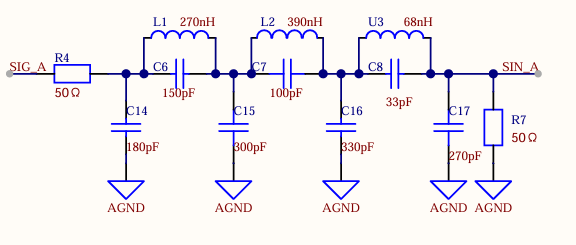 L1 270nH
L2 390nH
U3 68nH
R4
SIG_A
C6
C7
C8
SIN_A
50Ω
150pF
100pF
33pF
C14
C15
C16
C17
R7
50Ω
180pF
300pF
330pF
270pF
AGND
AGND
AGND
AGND
AGND